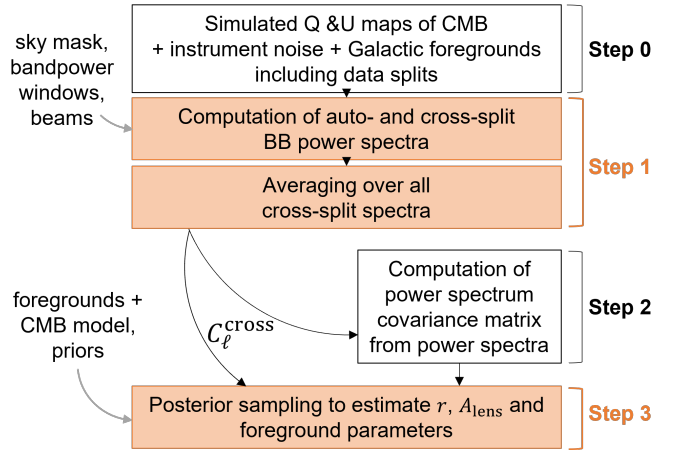 Simulated Q &U maps of CMB
+ instrument noise + Galactic foregrounds
including data splits
Step 0
sky mask,
bandpower
windows,
beams
Computation of auto- and cross-split
BB power spectra
Averaging over all
cross-split spectra
Step 1
Computation of
power spectrum
covariance matrix
from power spectra
Step 2
foregrounds +
CMB model,
priors
C_ℓ^cross
Posterior sampling to estimate r, A_lens and
foreground parameters
Step 3